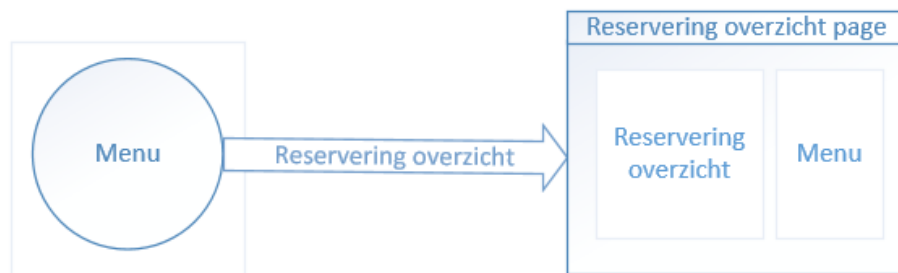 Menu
Reservering overzicht
Reservering overzicht page
Reservering
overzicht
Menu